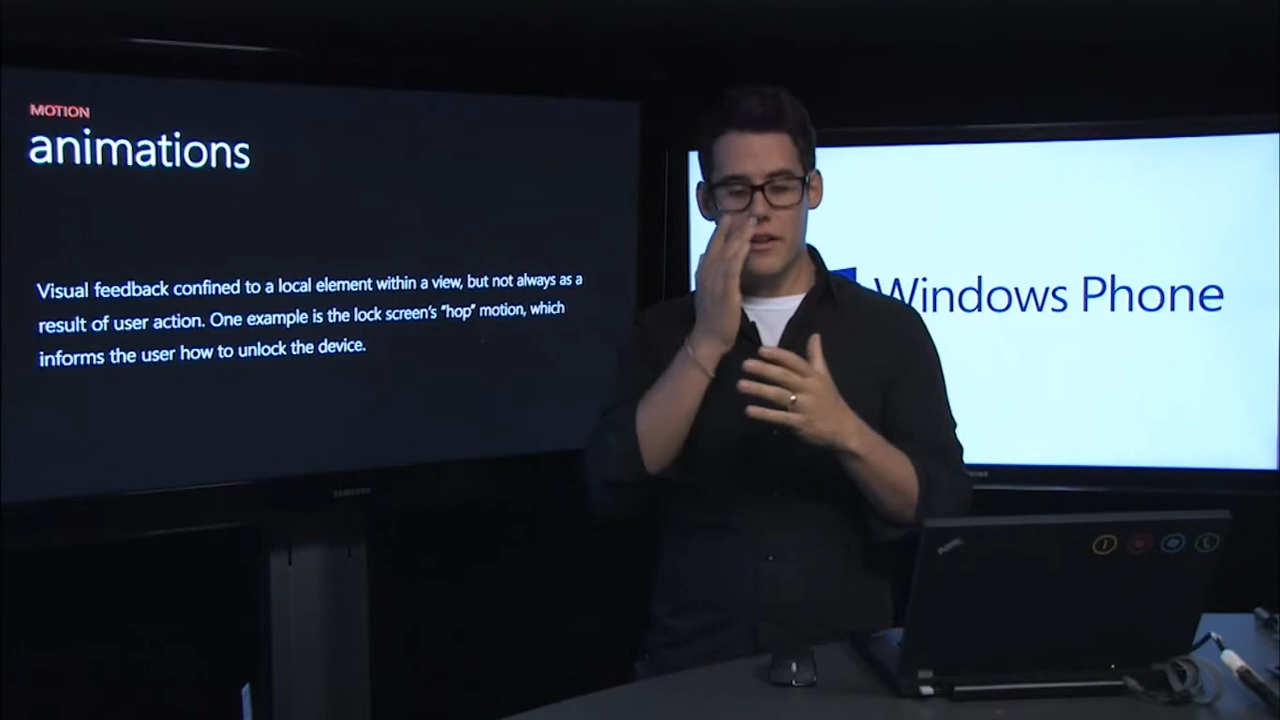 MOTION
animations
Visual feedback confined to a local element within a view, but not always as a
result of user action. One example is the lock screen's "hop" motion, which
informs the user how to unlock the device.
Windows Phone
SAMSUNG